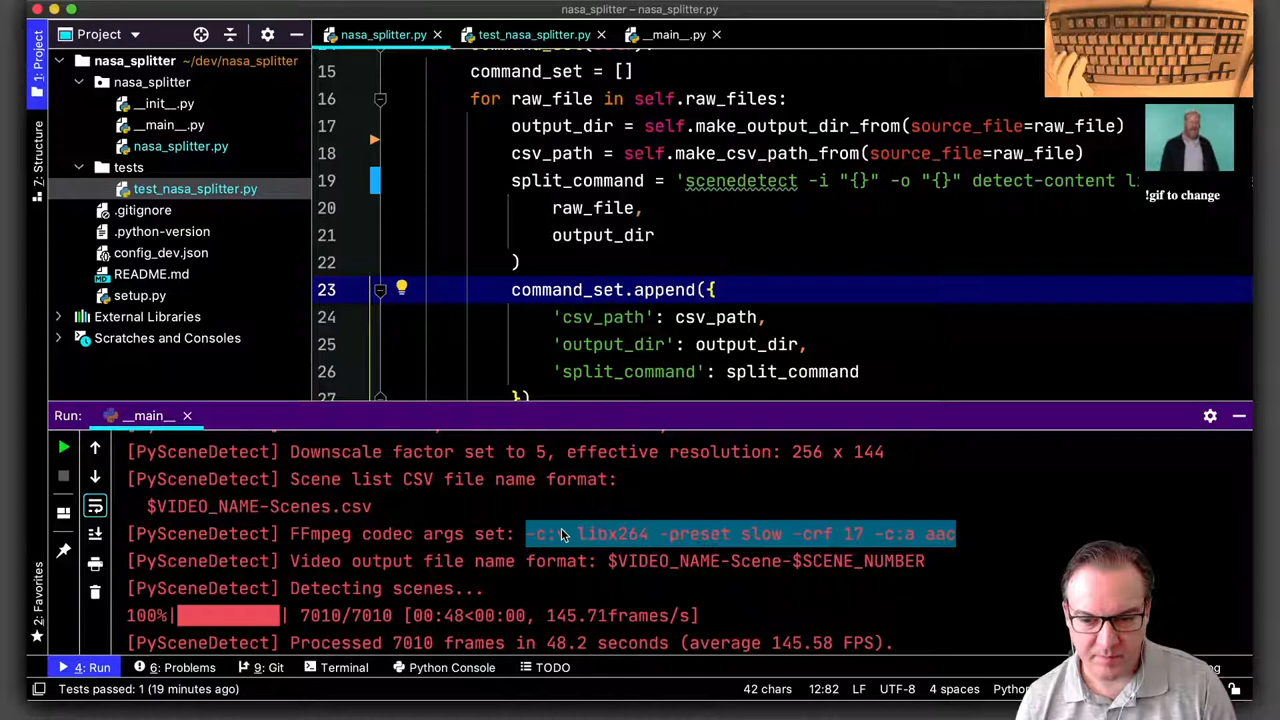 nasa_splitter – nasa_splitter.py
Project
nasa_splitter.py
test_nasa_splitter.py
__main__.py
1: Project
7: Structure
2: Favorites
nasa_splitter ~/dev/nasa_splitter
nasa_splitter
__init__.py
__main__.py
nasa_splitter.py
tests
test_nasa_splitter.py
.gitignore
.python-version
config_dev.json
README.md
setup.py
External Libraries
Scratches and Consoles
15 command_set = []
16 for raw_file in self.raw_files:
17 output_dir = self.make_output_dir_from(source_file=raw_file)
18 csv_path = self.make_csv_path_from(source_file=raw_file)
19 split_command = 'scenedetect -i "{}" -o "{}" detect-content li
20 raw_file,
21 output_dir
22 )
23 command_set.append({
24 'csv_path': csv_path,
25 'output_dir': output_dir,
26 'split_command': split_command
27 })
!gif to change
Run: __main__
[PySceneDetect] Downscale factor set to 5, effective resolution: 256 x 144
[PySceneDetect] Scene list CSV file name format:
$VIDEO_NAME-Scenes.csv
[PySceneDetect] FFmpeg codec args set: -c:v libx264 -preset slow -crf 17 -c:a aac
[PySceneDetect] Video output file name format: $VIDEO_NAME-Scene-$SCENE_NUMBER
[PySceneDetect] Detecting scenes...
100%| | 7010/7010 [00:48<00:00, 145.71frames/s]
[PySceneDetect] Processed 7010 frames in 48.2 seconds (average 145.58 FPS).
4: Run
6: Problems
9: Git
Terminal
Python Console
TODO
Tests passed: 1 (19 minutes ago)
42 chars
12:82
LF
UTF-8
4 spaces